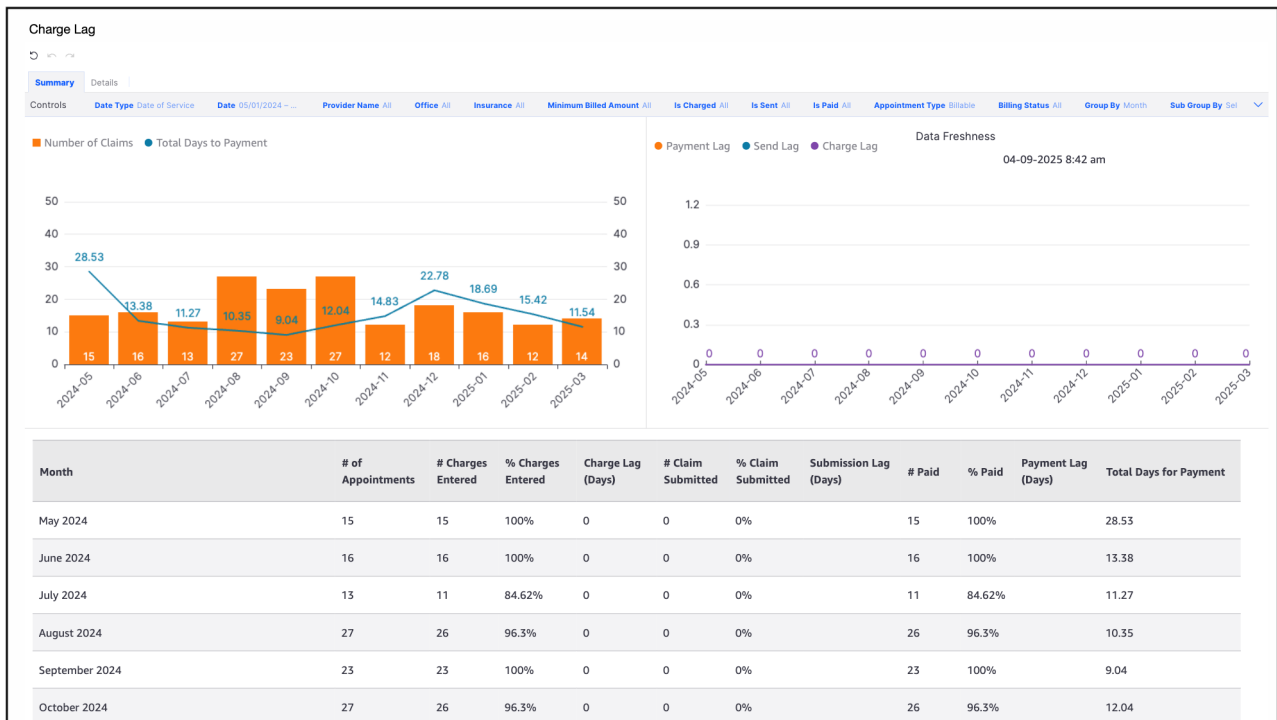 Charge Lag
Summary Details
Controls Date Type Date of Service Date 05/01/2024 – ... Provider Name All Office All Insurance All Minimum Billed Amount All Is Charged All Is Sent All Is Paid All Appointment Type Billable Billing Status All Group By Month Sub Group By Sel
Number of Claims Total Days to Payment
50 50
40 40
30 30
20 20
10 10
0 0
28.53 13.38 11.27 10.35 9.04 12.04 14.83 22.78 18.69 15.42 11.54
15 16 13 27 23 27 12 18 16 12 14
2024-05 2024-06 2024-07 2024-08 2024-09 2024-10 2024-11 2024-12 2025-01 2025-02 2025-03
Payment Lag Send Lag Charge Lag
Data Freshness
04-09-2025 8:42 am
1.2
0.9
0.6
0.3
0
0 0 0 0 0 0 0 0 0 0 0
2024-05 2024-06 2024-07 2024-08 2024-09 2024-10 2024-11 2024-12 2025-01 2025-02 2025-03
Month # of Appointments # Charges Entered % Charges Entered Charge Lag (Days) # Claim Submitted % Claim Submitted Submission Lag (Days) # Paid % Paid Payment Lag (Days) Total Days for Payment
May 2024 15 15 100% 0 0 0% 15 100% 28.53
June 2024 16 16 100% 0 0 0% 16 100% 13.38
July 2024 13 11 84.62% 0 0 0% 11 84.62% 11.27
August 2024 27 26 96.3% 0 0 0% 26 96.3% 10.35
September 2024 23 23 100% 0 0 0% 23 100% 9.04
October 2024 27 26 96.3% 0 0 0% 26 96.3% 12.04